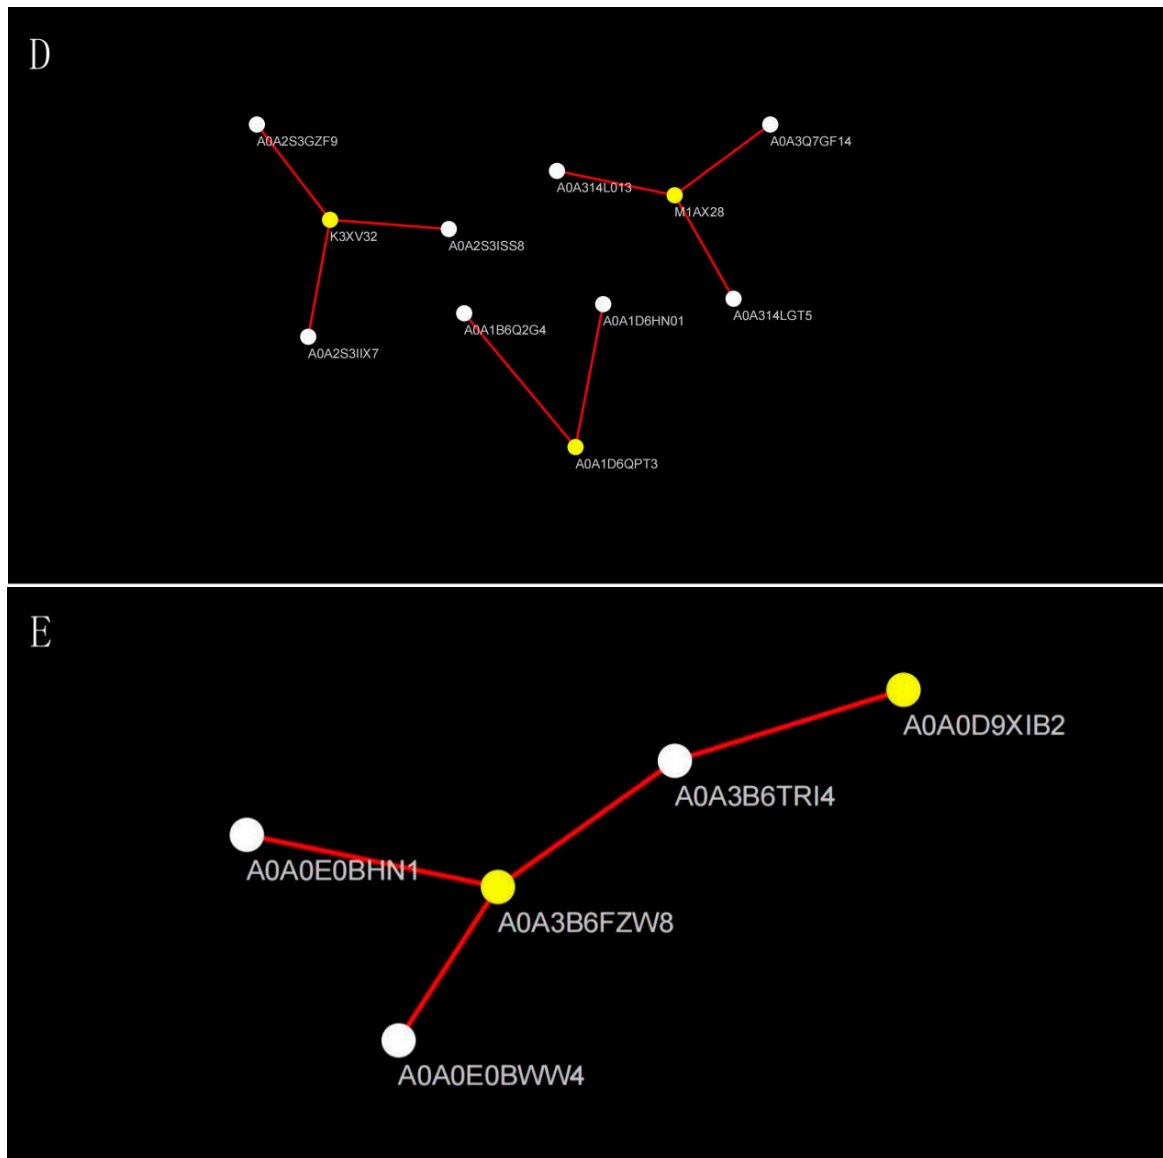 D
A0A2S3GZF9
A0A3Q7GF14
A0A314L013
M1AX28
K3XV32
A0A2S3ISS8
A0A314LGT5
A0A1D6HN01
A0A1B6Q2G4
A0A2S3IIX7
A0A1D6QPT3
E
A0A0D9XIB2
A0A3B6TRI4
A0A0E0BHN1
A0A3B6FZW8
A0A0E0BWW4